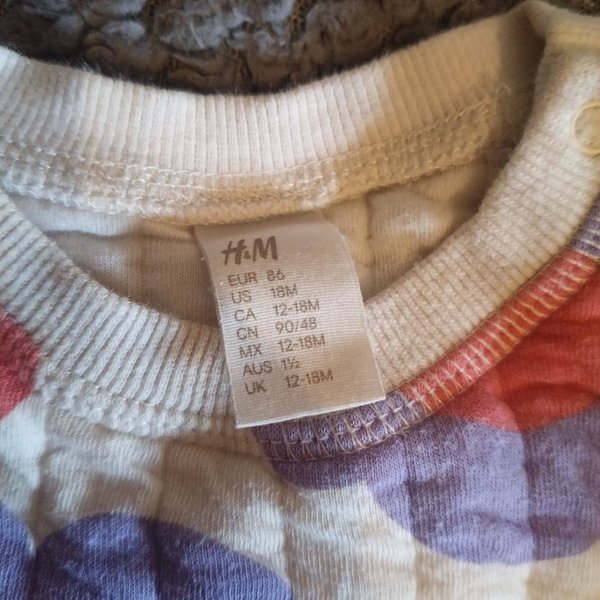 H&M
EUR 86
US 18M
CA 12-18M
CN 90/48
MX 12-18M
AUS 1½
UK 12-18M